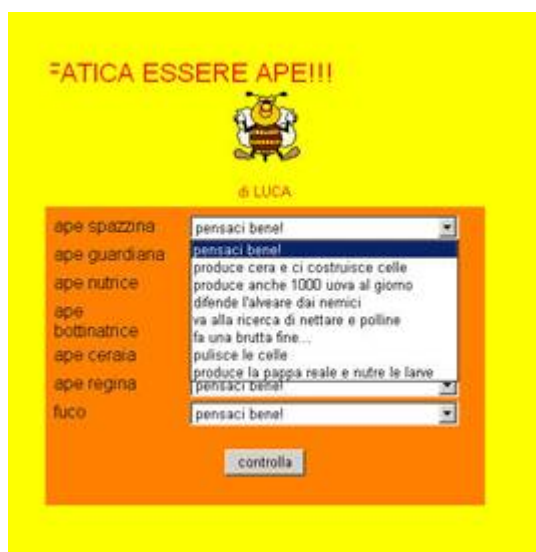 FATICA ESSERE APE!!!
di LUCA
ape spazzina
pensaci bene!
ape guardiana
ape nutrice
ape
bottinatrice
ape ceraia
ape regina
fuco
pensaci bene!
produce cera e ci costruisce celle
produce anche 1000 uova al giorno
difende l'alveare dai nemici
va alla ricerca di nettare e polline
fa una brutta fine...
pulisce le celle
produce la pappa reale e nutre le larve
pensaci bene!
pensaci bene!
controlla